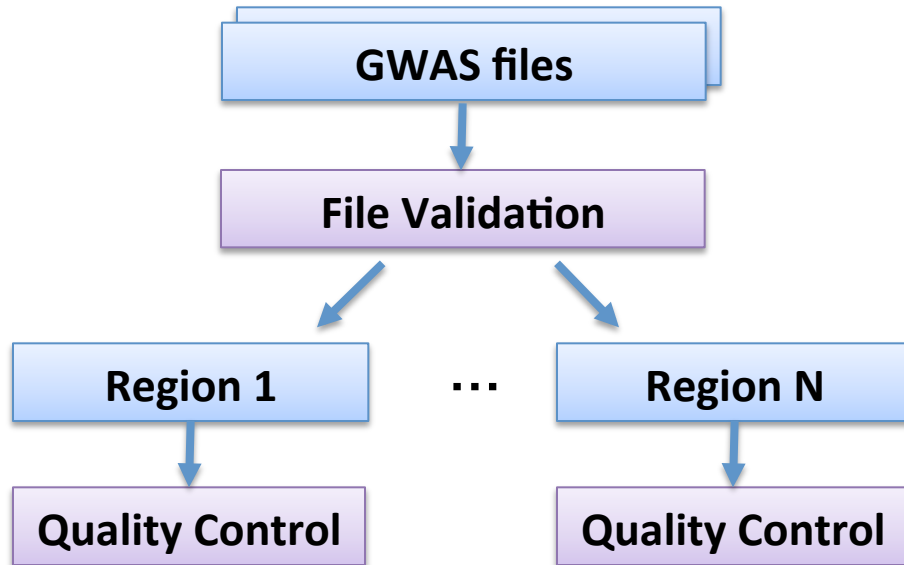 GWAS files
File Validation
Region 1
...
Region N
Quality Control
Quality Control